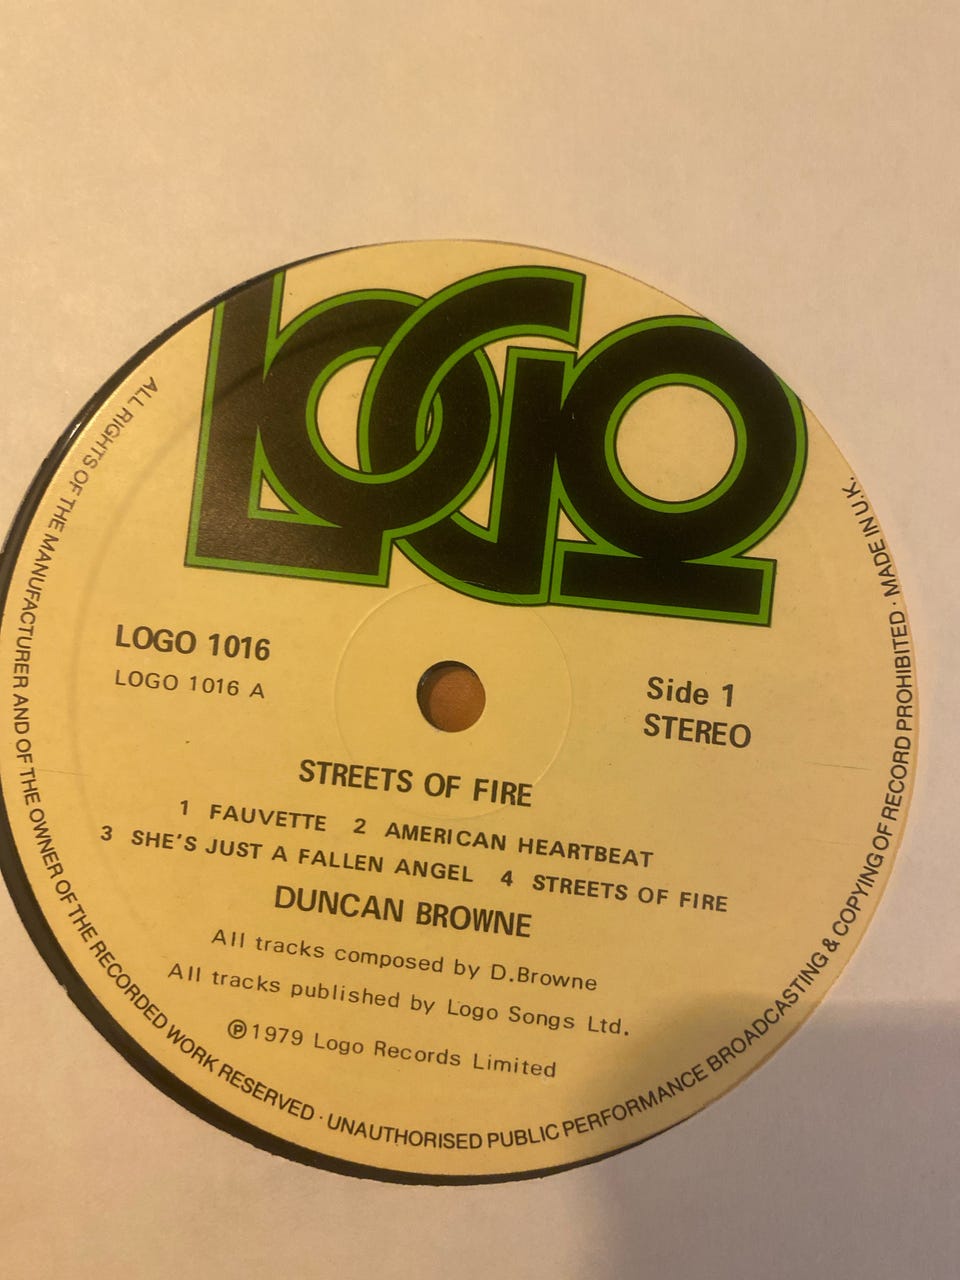 LOGO
LOGO 1016
LOGO 1016 A
Side 1
STEREO
STREETS OF FIRE
1 FAUVETTE 2 AMERICAN HEARTBEAT
3 SHE'S JUST A FALLEN ANGEL 4 STREETS OF FIRE
DUNCAN BROWNE
All tracks composed by D.Browne
All tracks published by Logo Songs Ltd.
℗1979 Logo Records Limited
ALL RIGHTS OF THE MANUFACTURER AND OF THE OWNER OF THE RECORDED WORK RESERVED · UNAUTHORISED PUBLIC PERFORMANCE BROADCASTING & COPYING OF RECORD PROHIBITED · MADE IN U.K.